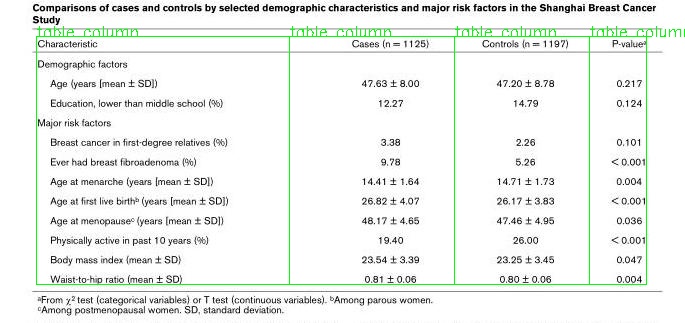 Comparisons of cases and controls by selected demographic characteristics and major risk factors in the Shanghai Breast Cancer
Study
table_column table_column table_column table_colum
Characteristic Cases (n = 1125) Controls (n = 1197) P-valueᵃ
Demographic factors
Age (years [mean ± SD]) 47.63 ± 8.00 47.20 ± 8.78 0.217
Education, lower than middle school (%) 12.27 14.79 0.124
Major risk factors
Breast cancer in first-degree relatives (%) 3.38 2.26 0.101
Ever had breast fibroadenoma (%) 9.78 5.26 <0.001
Age at menarche (years [mean ± SD]) 14.41 ± 1.64 14.71 ± 1.73 0.004
Age at first live birthᵇ (years [mean ± SD]) 26.82 ± 4.07 26.17 ± 3.83 <0.001
Age at menopauseᶜ (years [mean ± SD]) 48.17 ± 4.65 47.46 ± 4.95 0.036
Physically active in past 10 years (%) 19.40 26.00 <0.001
Body mass index (mean ± SD) 23.54 ± 3.39 23.25 ± 3.45 0.047
Waist-to-hip ratio (mean ± SD) 0.81 ± 0.06 0.80 ± 0.06 0.004
ᵃFrom χ² test (categorical variables) or T test (continuous variables). ᵇAmong parous women.
ᶜAmong postmenopausal women. SD, standard deviation.